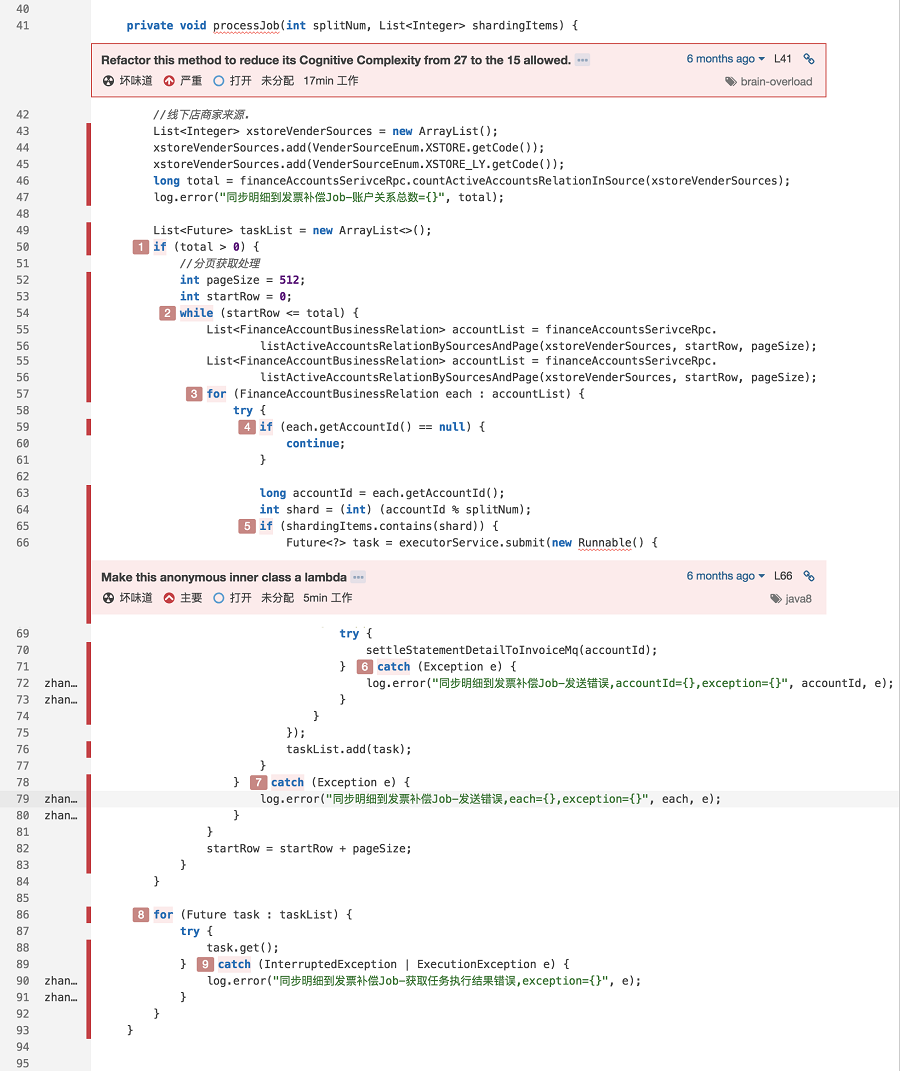 40
41 private void processJob(int splitNum, List<Integer> shardingItems) {
Refactor this method to reduce its Cognitive Complexity from 27 to the 15 allowed. ••• 6 months ago L41
坏味道 严重 打开 未分配 17min 工作 brain-overload
42 //线下店商家来源.
43 List<Integer> xstoreVenderSources = new ArrayList();
44 xstoreVenderSources.add(VenderSourceEnum.XSTORE.getCode());
45 xstoreVenderSources.add(VenderSourceEnum.XSTORE_LY.getCode());
46 long total = financeAccountsSerivceRpc.countActiveAccountsRelationInSource(xstoreVenderSources);
47 log.error("同步明细到发票补偿Job-账户关系总数={}", total);
48
49 List<Future> taskList = new ArrayList<>();
50 1 if (total > 0) {
51 //分页获取处理
52 int pageSize = 512;
53 int startRow = 0;
54 2 while (startRow <= total) {
55 List<FinanceAccountBusinessRelation> accountList = financeAccountsSerivceRpc.
56 listActiveAccountsRelationBySourcesAndPage(xstoreVenderSources, startRow, pageSize);
55 List<FinanceAccountBusinessRelation> accountList = financeAccountsSerivceRpc.
56 listActiveAccountsRelationBySourcesAndPage(xstoreVenderSources, startRow, pageSize);
57 3 for (FinanceAccountBusinessRelation each : accountList) {
58 try {
59 4 if (each.getAccountId() == null) {
60 continue;
61 }
62
63 long accountId = each.getAccountId();
64 int shard = (int) (accountId % splitNum);
65 5 if (shardingItems.contains(shard)) {
66 Future<?> task = executorService.submit(new Runnable() {
Make this anonymous inner class a lambda ••• 6 months ago L66
坏味道 主要 打开 未分配 5min 工作 java8
69 try {
70 settleStatementDetailToInvoiceMq(accountId);
71 } 6 catch (Exception e) {
72 zhan… log.error("同步明细到发票补偿Job-发送错误,accountId={},exception={}", accountId, e);
73 zhan… }
74 }
75 });
76 taskList.add(task);
77 }
78 } 7 catch (Exception e) {
79 zhan… log.error("同步明细到发票补偿Job-发送错误,each={},exception={}", each, e);
80 zhan… }
81 }
82 startRow = startRow + pageSize;
83 }
84 }
85
86 8 for (Future task : taskList) {
87 try {
88 task.get();
89 } 9 catch (InterruptedException | ExecutionException e) {
90 zhan… log.error("同步明细到发票补偿Job-获取任务执行结果错误,exception={}", e);
91 zhan… }
92 }
93 }
94
95